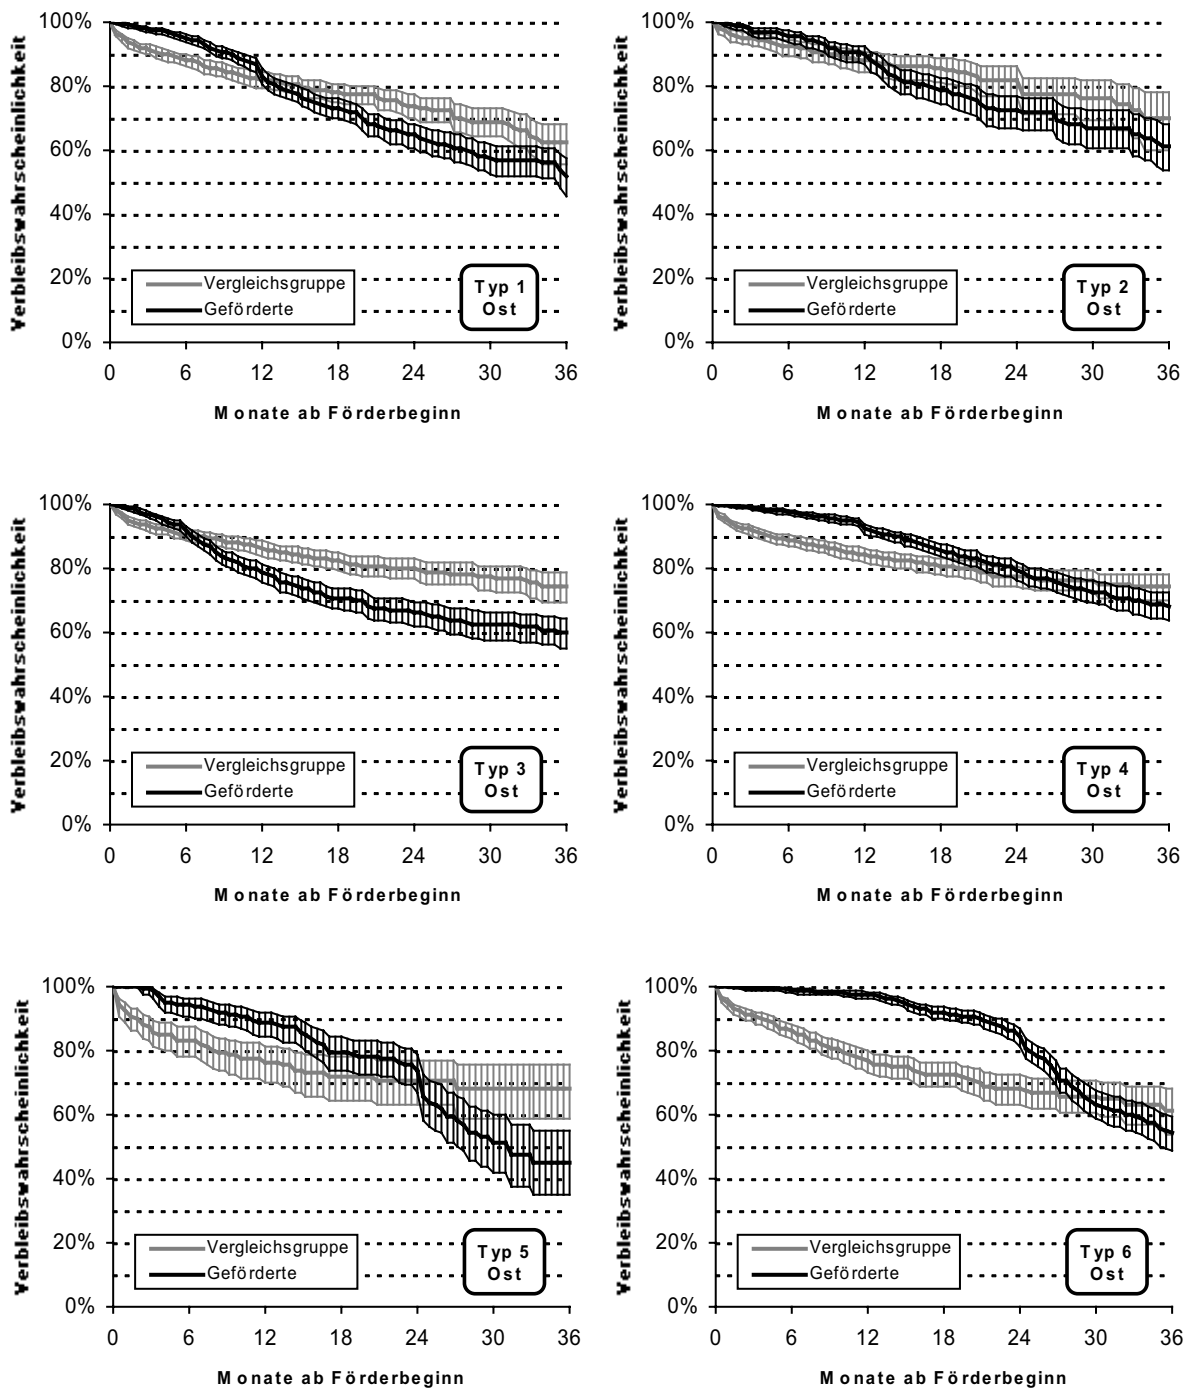 100%
80%
60%
40%
20%
0%
Verbleibswahrscheinlichkeit
Vergleichsgruppe
Geförderte
Typ 1
Ost
0 6 12 18 24 30 36
Monate ab Förderbeginn
100%
80%
60%
40%
20%
0%
Verbleibswahrscheinlichkeit
Vergleichsgruppe
Geförderte
Typ 2
Ost
0 6 12 18 24 30 36
Monate ab Förderbeginn
100%
80%
60%
40%
20%
0%
Verbleibswahrscheinlichkeit
Vergleichsgruppe
Geförderte
Typ 3
Ost
0 6 12 18 24 30 36
Monate ab Förderbeginn
100%
80%
60%
40%
20%
0%
Verbleibswahrscheinlichkeit
Vergleichsgruppe
Geförderte
Typ 4
Ost
0 6 12 18 24 30 36
Monate ab Förderbeginn
100%
80%
60%
40%
20%
0%
Verbleibswahrscheinlichkeit
Vergleichsgruppe
Geförderte
Typ 5
Ost
0 6 12 18 24 30 36
Monate ab Förderbeginn
100%
80%
60%
40%
20%
0%
Verbleibswahrscheinlichkeit
Vergleichsgruppe
Geförderte
Typ 6
Ost
0 6 12 18 24 30 36
Monate ab Förderbeginn